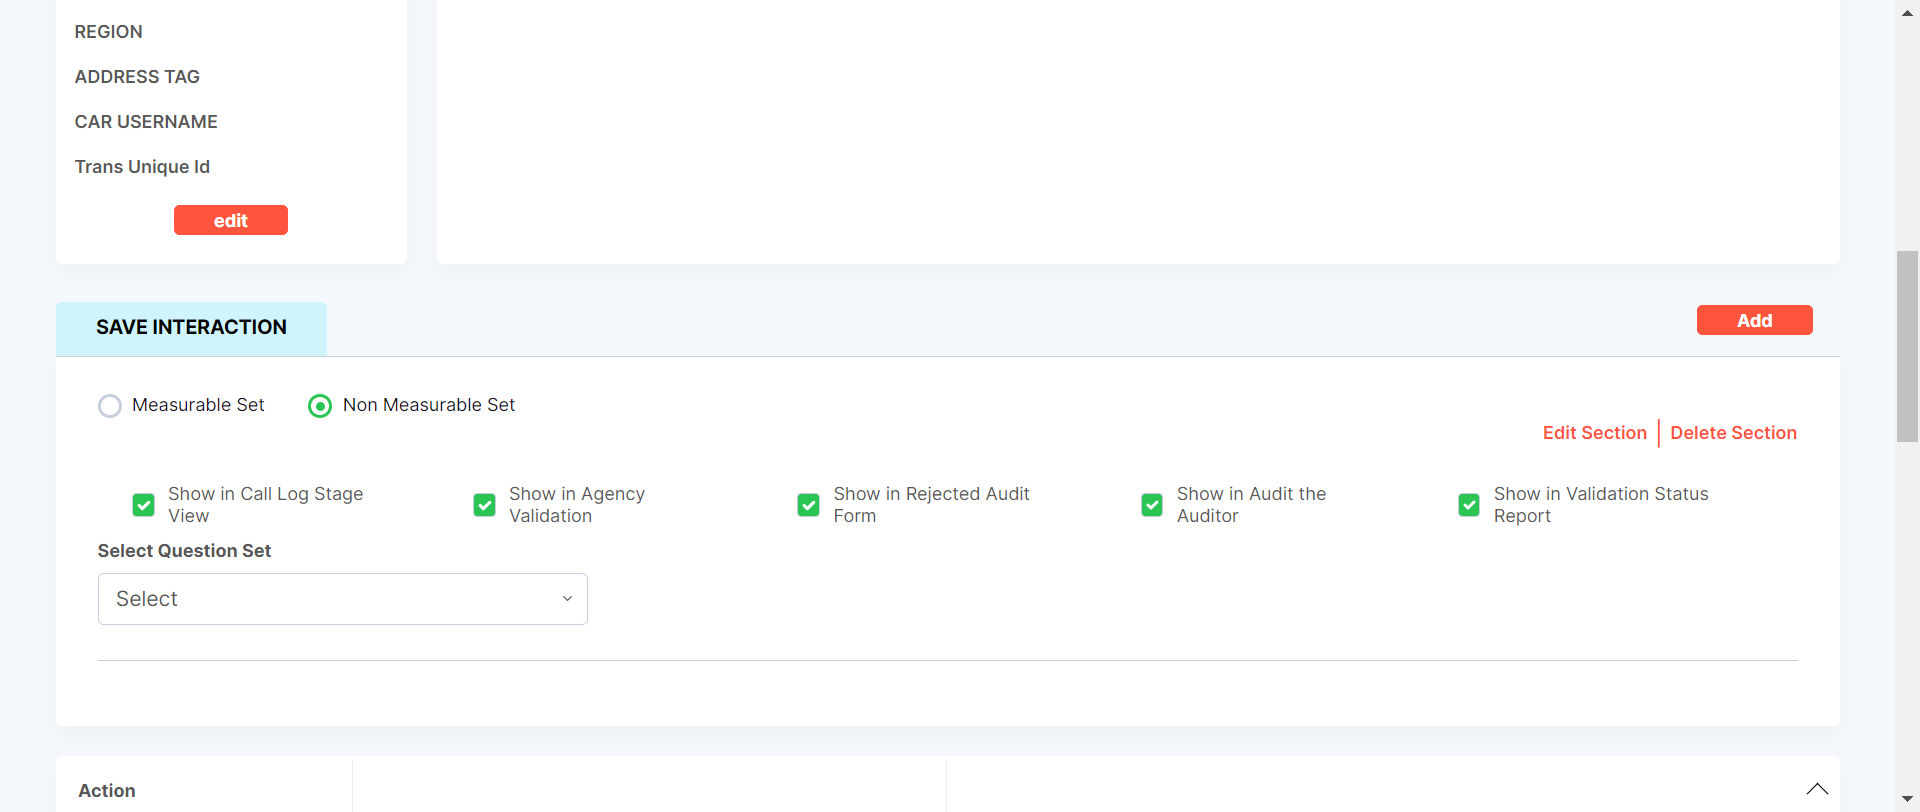 REGION
ADDRESS TAG
CAR USERNAME
Trans Unique Id
edit
SAVE INTERACTION
Add
Measurable Set
Non Measurable Set
Edit Section
Delete Section
Show in Call Log Stage
View
Show in Agency
Validation
Show in Rejected Audit
Form
Show in Audit the
Auditor
Show in Validation Status
Report
Select Question Set
Select
Action